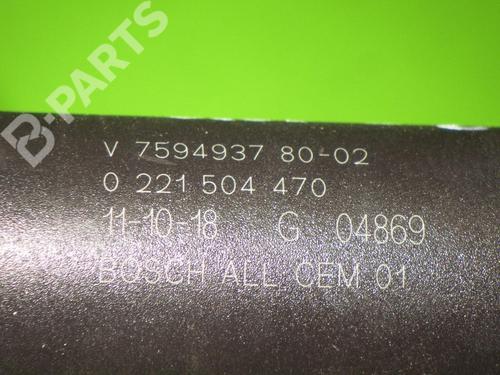 B-PARTS
V 7594937 80-02
0 221 504 470
11-10-18 G 04869
BOSCH ALL CEM 01